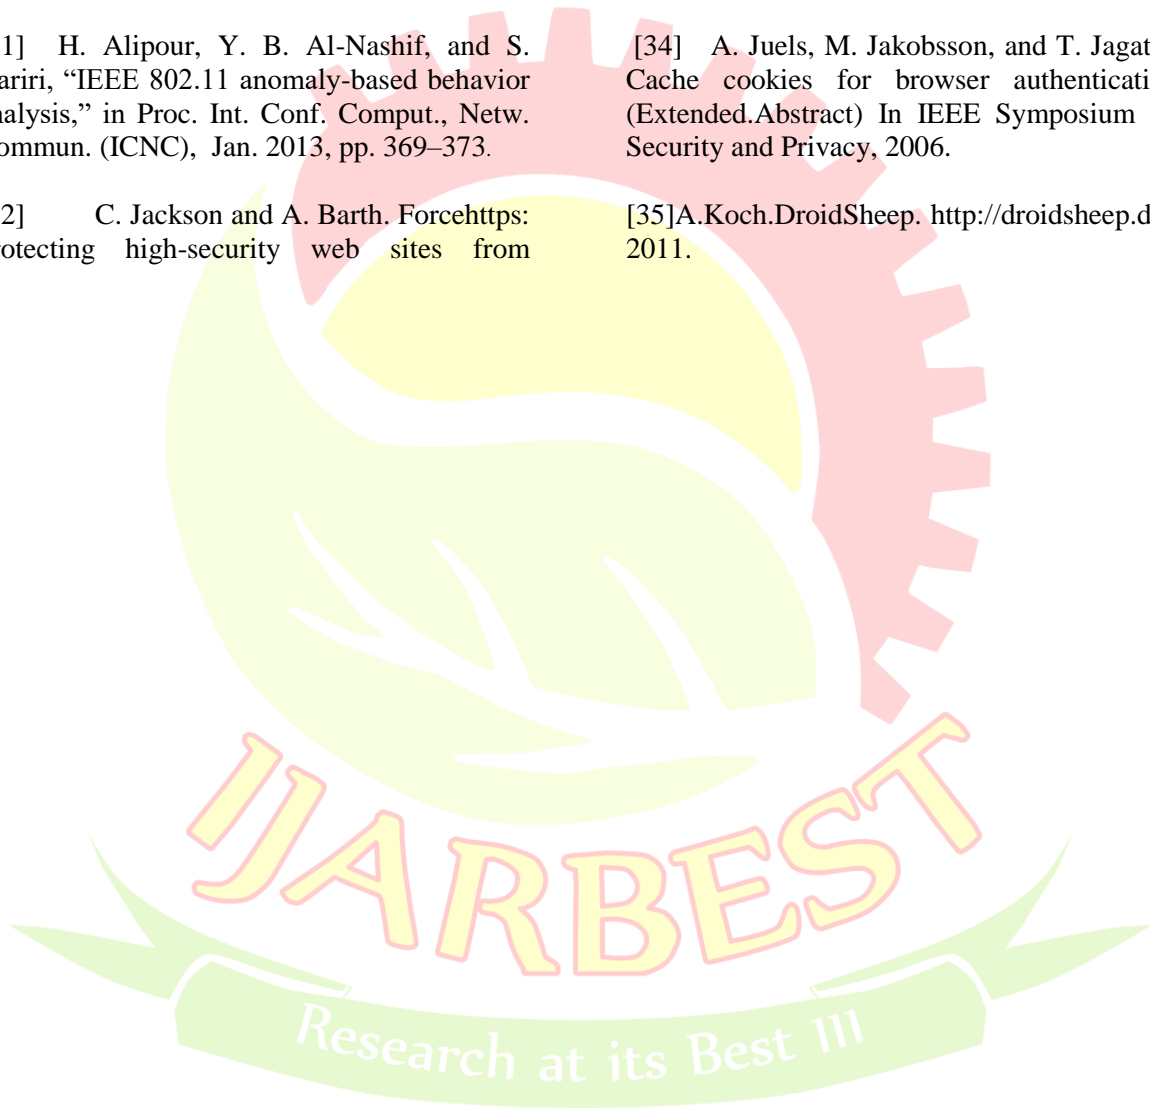 1] H. Alipour, Y. B. Al-Nashif, and S.
ariri, “IEEE 802.11 anomaly-based behavior
nalysis,” in Proc. Int. Conf. Comput., Netw.
ommun. (ICNC), Jan. 2013, pp. 369–373.
2] C. Jackson and A. Barth. Forcehttps:
rotecting high-security web sites from
[34] A. Juels, M. Jakobsson, and T. Jagat
Cache cookies for browser authenticati
(Extended.Abstract) In IEEE Symposium
Security and Privacy, 2006.
[35]A.Koch.DroidSheep. http://droidsheep.d
2011.
IJARBEST
Research at its Best !!!